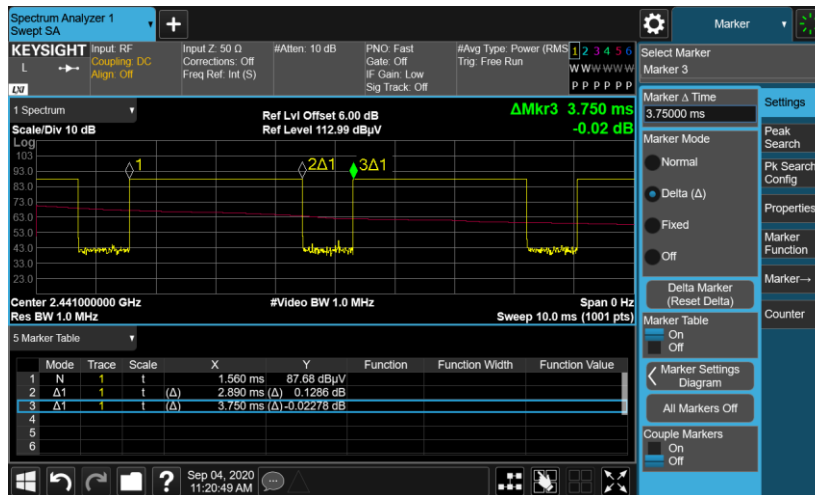 Spectrum Analyzer 1
Swept SA
Marker
KEYSIGHT
L
LXI
Input: RF
Coupling: DC
Align: Off
Input Z: 50 Ω
Corrections: Off
Freq Ref: Int (S)
#Atten: 10 dB
PNO: Fast
Gate: Off
IF Gain: Low
Sig Track: Off
#Avg Type: Power (RMS
Trig: Free Run
1 2 3 4 5 6
W W W W W W
P P P P P P
1 Spectrum
Scale/Div 10 dB
Ref Lvl Offset 6.00 dB
Ref Level 112.99 dBµV
ΔMkr3 3.750 ms
-0.02 dB
Log
103
93.0
83.0
73.0
63.0
53.0
43.0
33.0
23.0
1
2Δ1
3Δ1
Center 2.441000000 GHz
Res BW 1.0 MHz
#Video BW 1.0 MHz
Span 0 Hz
Sweep 10.0 ms (1001 pts)
5 Marker Table
Mode Trace Scale X Y Function Function Width Function Value
1 N 1 t 1.560 ms 87.68 dBµV
2 Δ1 1 t (Δ) 2.890 ms (Δ) 0.1286 dB
3 Δ1 1 t (Δ) 3.750 ms (Δ) -0.02278 dB
4
5
6
?
Sep 04, 2020
11:20:49 AM
Select Marker
Marker 3
Marker Δ Time
3.75000 ms
Marker Mode
Normal
Delta (Δ)
Fixed
Off
Delta Marker
(Reset Delta)
Marker Table
On
Off
Marker Settings
Diagram
All Markers Off
Couple Markers
On
Off
Settings
Peak
Search
Pk Search
Config
Properties
Marker
Function
Marker→
Counter